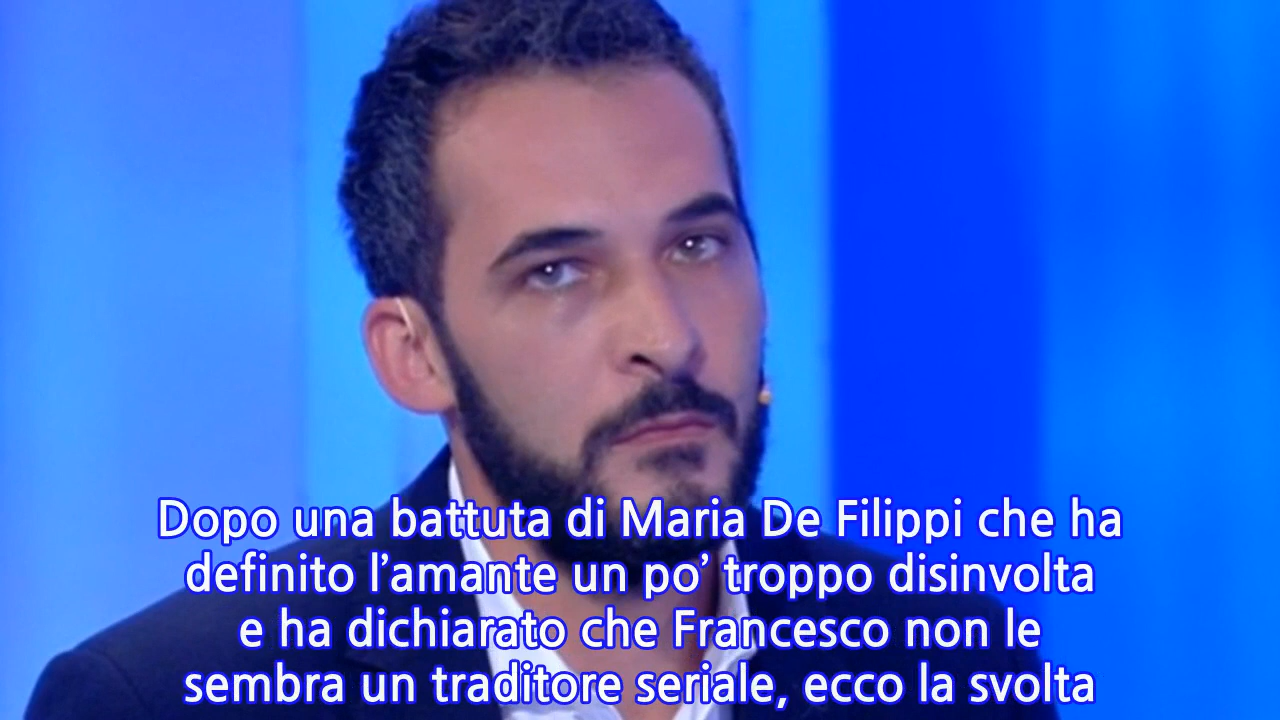 Dopo una battuta di Maria De Filippi che ha
definito l’amante un po’ troppo disinvolta
e ha dichiarato che Francesco non le
sembra un traditore seriale, ecco la svolta